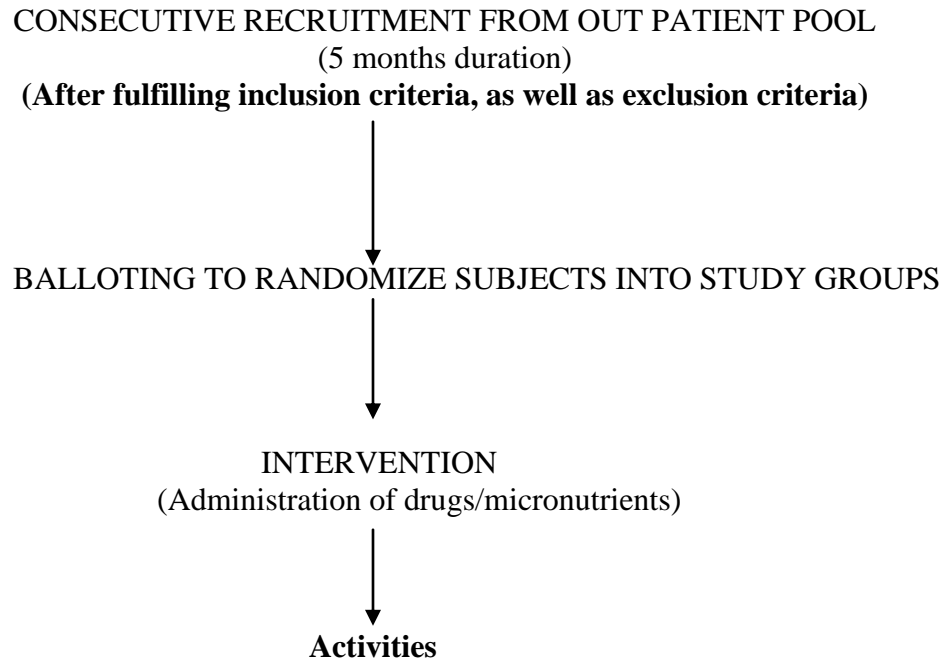 CONSECUTIVE RECRUITMENT FROM OUT PATIENT POOL
(5 months duration)
(After fulfilling inclusion criteria, as well as exclusion criteria)
BALLOTING TO RANDOMIZE SUBJECTS INTO STUDY GROUPS
INTERVENTION
(Administration of drugs/micronutrients)
Activities